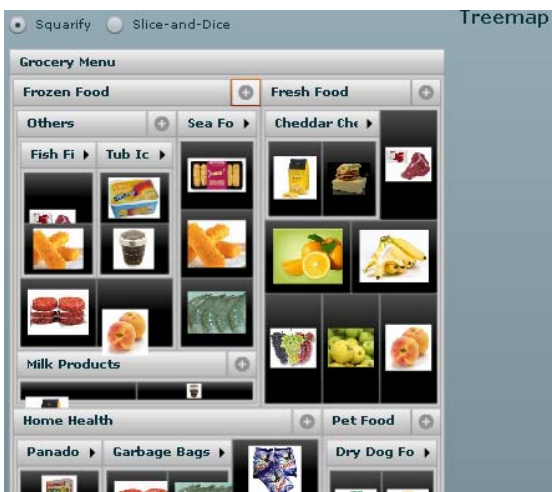 Squarify Slice-and-Dice Treemap
Grocery Menu
Frozen Food Fresh Food
Others Sea Fo Cheddar Che
Fish Fi Tub Ic
Milk Products
Home Health Pet Food
Panado Garbage Bags Dry Dog Fo